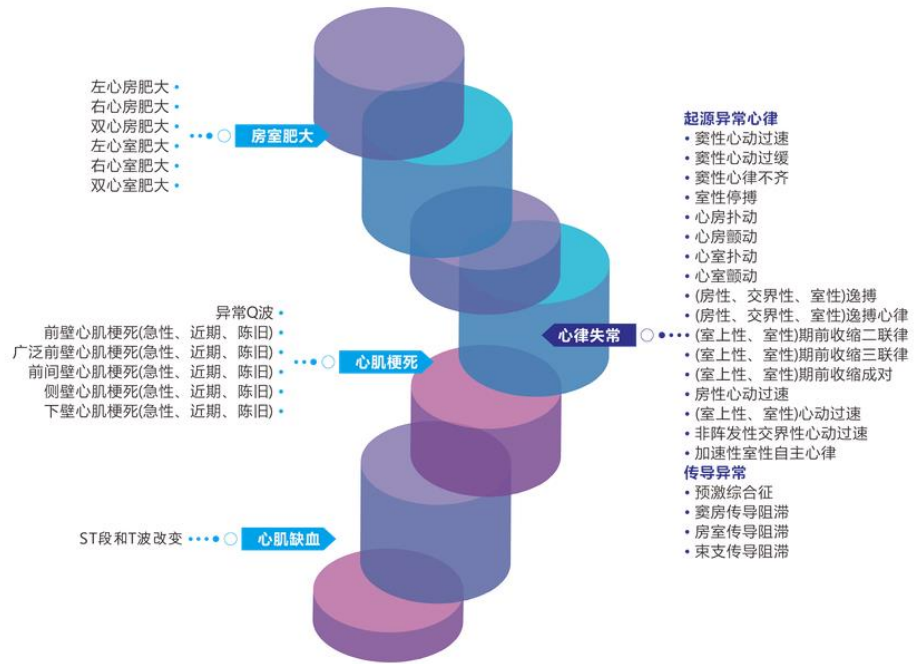 左心房肥大
右心房肥大
双心房肥大
左心室肥大
右心室肥大
双心室肥大
房室肥大
异常Q波
前壁心肌梗死(急性、近期、陈旧)
广泛前壁心肌梗死(急性、近期、陈旧)
前间壁心肌梗死(急性、近期、陈旧)
侧壁心肌梗死(急性、近期、陈旧)
下壁心肌梗死(急性、近期、陈旧)
心肌梗死
ST段和T波改变
心肌缺血
心律失常
起源异常心律
窦性心动过速
窦性心动过缓
窦性心律不齐
室性停搏
心房扑动
心房颤动
心室扑动
心室颤动
(房性、交界性、室性)逸搏
(房性、交界性、室性)逸搏心律
(室上性、室性)期前收缩二联律
(室上性、室性)期前收缩三联律
(室上性、室性)期前收缩成对
房性心动过速
(室上性、室性)心动过速
非阵发性交界性心动过速
加速性室性自主心律
传导异常
预激综合征
窦房传导阻滞
房室传导阻滞
束支传导阻滞